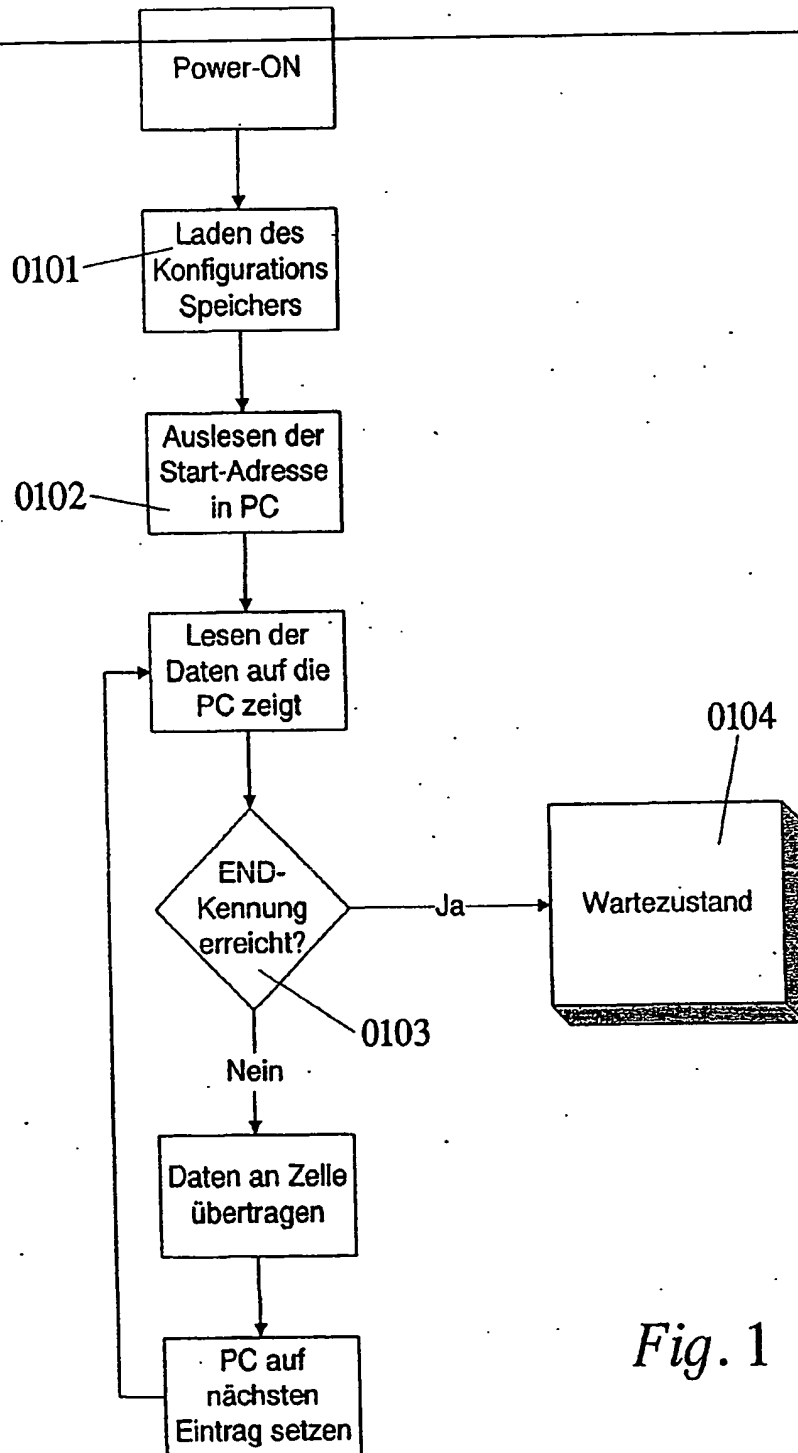 Power-ON
0101
Laden des
Konfigurations
Speichers
0102
Auslesen der
Start-Adresse
in PC
Lesen der
Daten auf die
PC zeigt
0104
END-
Kennung
erreicht?
Ja
Wartezustand
0103
Nein
Daten an Zelle
übertragen
PC auf
nächsten
Eintrag setzen
Fig. 1